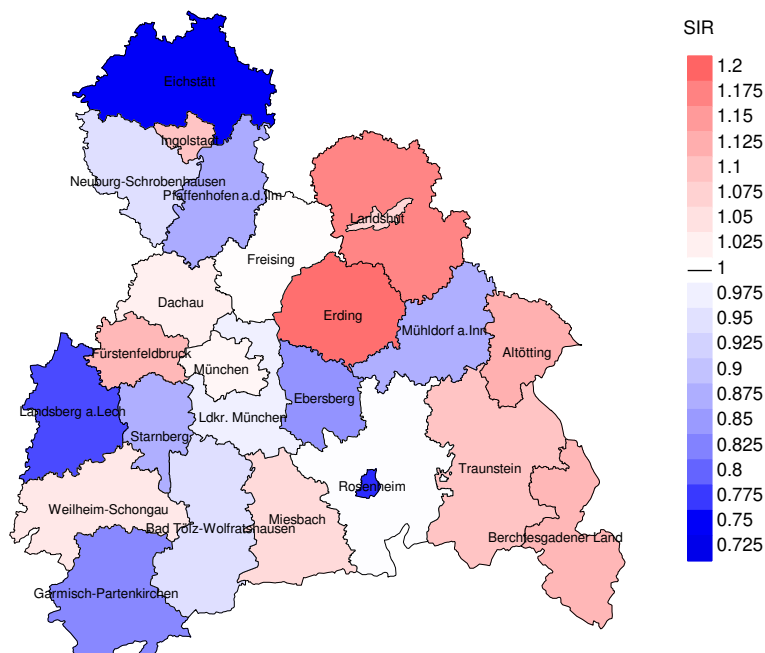 SIR
1.2
1.175
1.15
1.125
1.1
1.075
1.05
1.025
1
0.975
0.95
0.925
0.9
0.875
0.85
0.825
0.8
0.775
0.75
0.725
Eichstätt
Ingolstadt
Neuburg-Schrobenhausen
Pfaffenhofen a.d.Ilm
Landshut
Freising
Dachau
Erding
Mühldorf a.Inn
Altötting
Fürstenfeldbruck
München
Ebersberg
Landsberg a.Lech
Ldkr. München
Starnberg
Traunstein
Rosenheim
Weilheim-Schongau
Miesbach
Bad Tölz-Wolfratshausen
Berchtesgadener Land
Garmisch-Partenkirchen